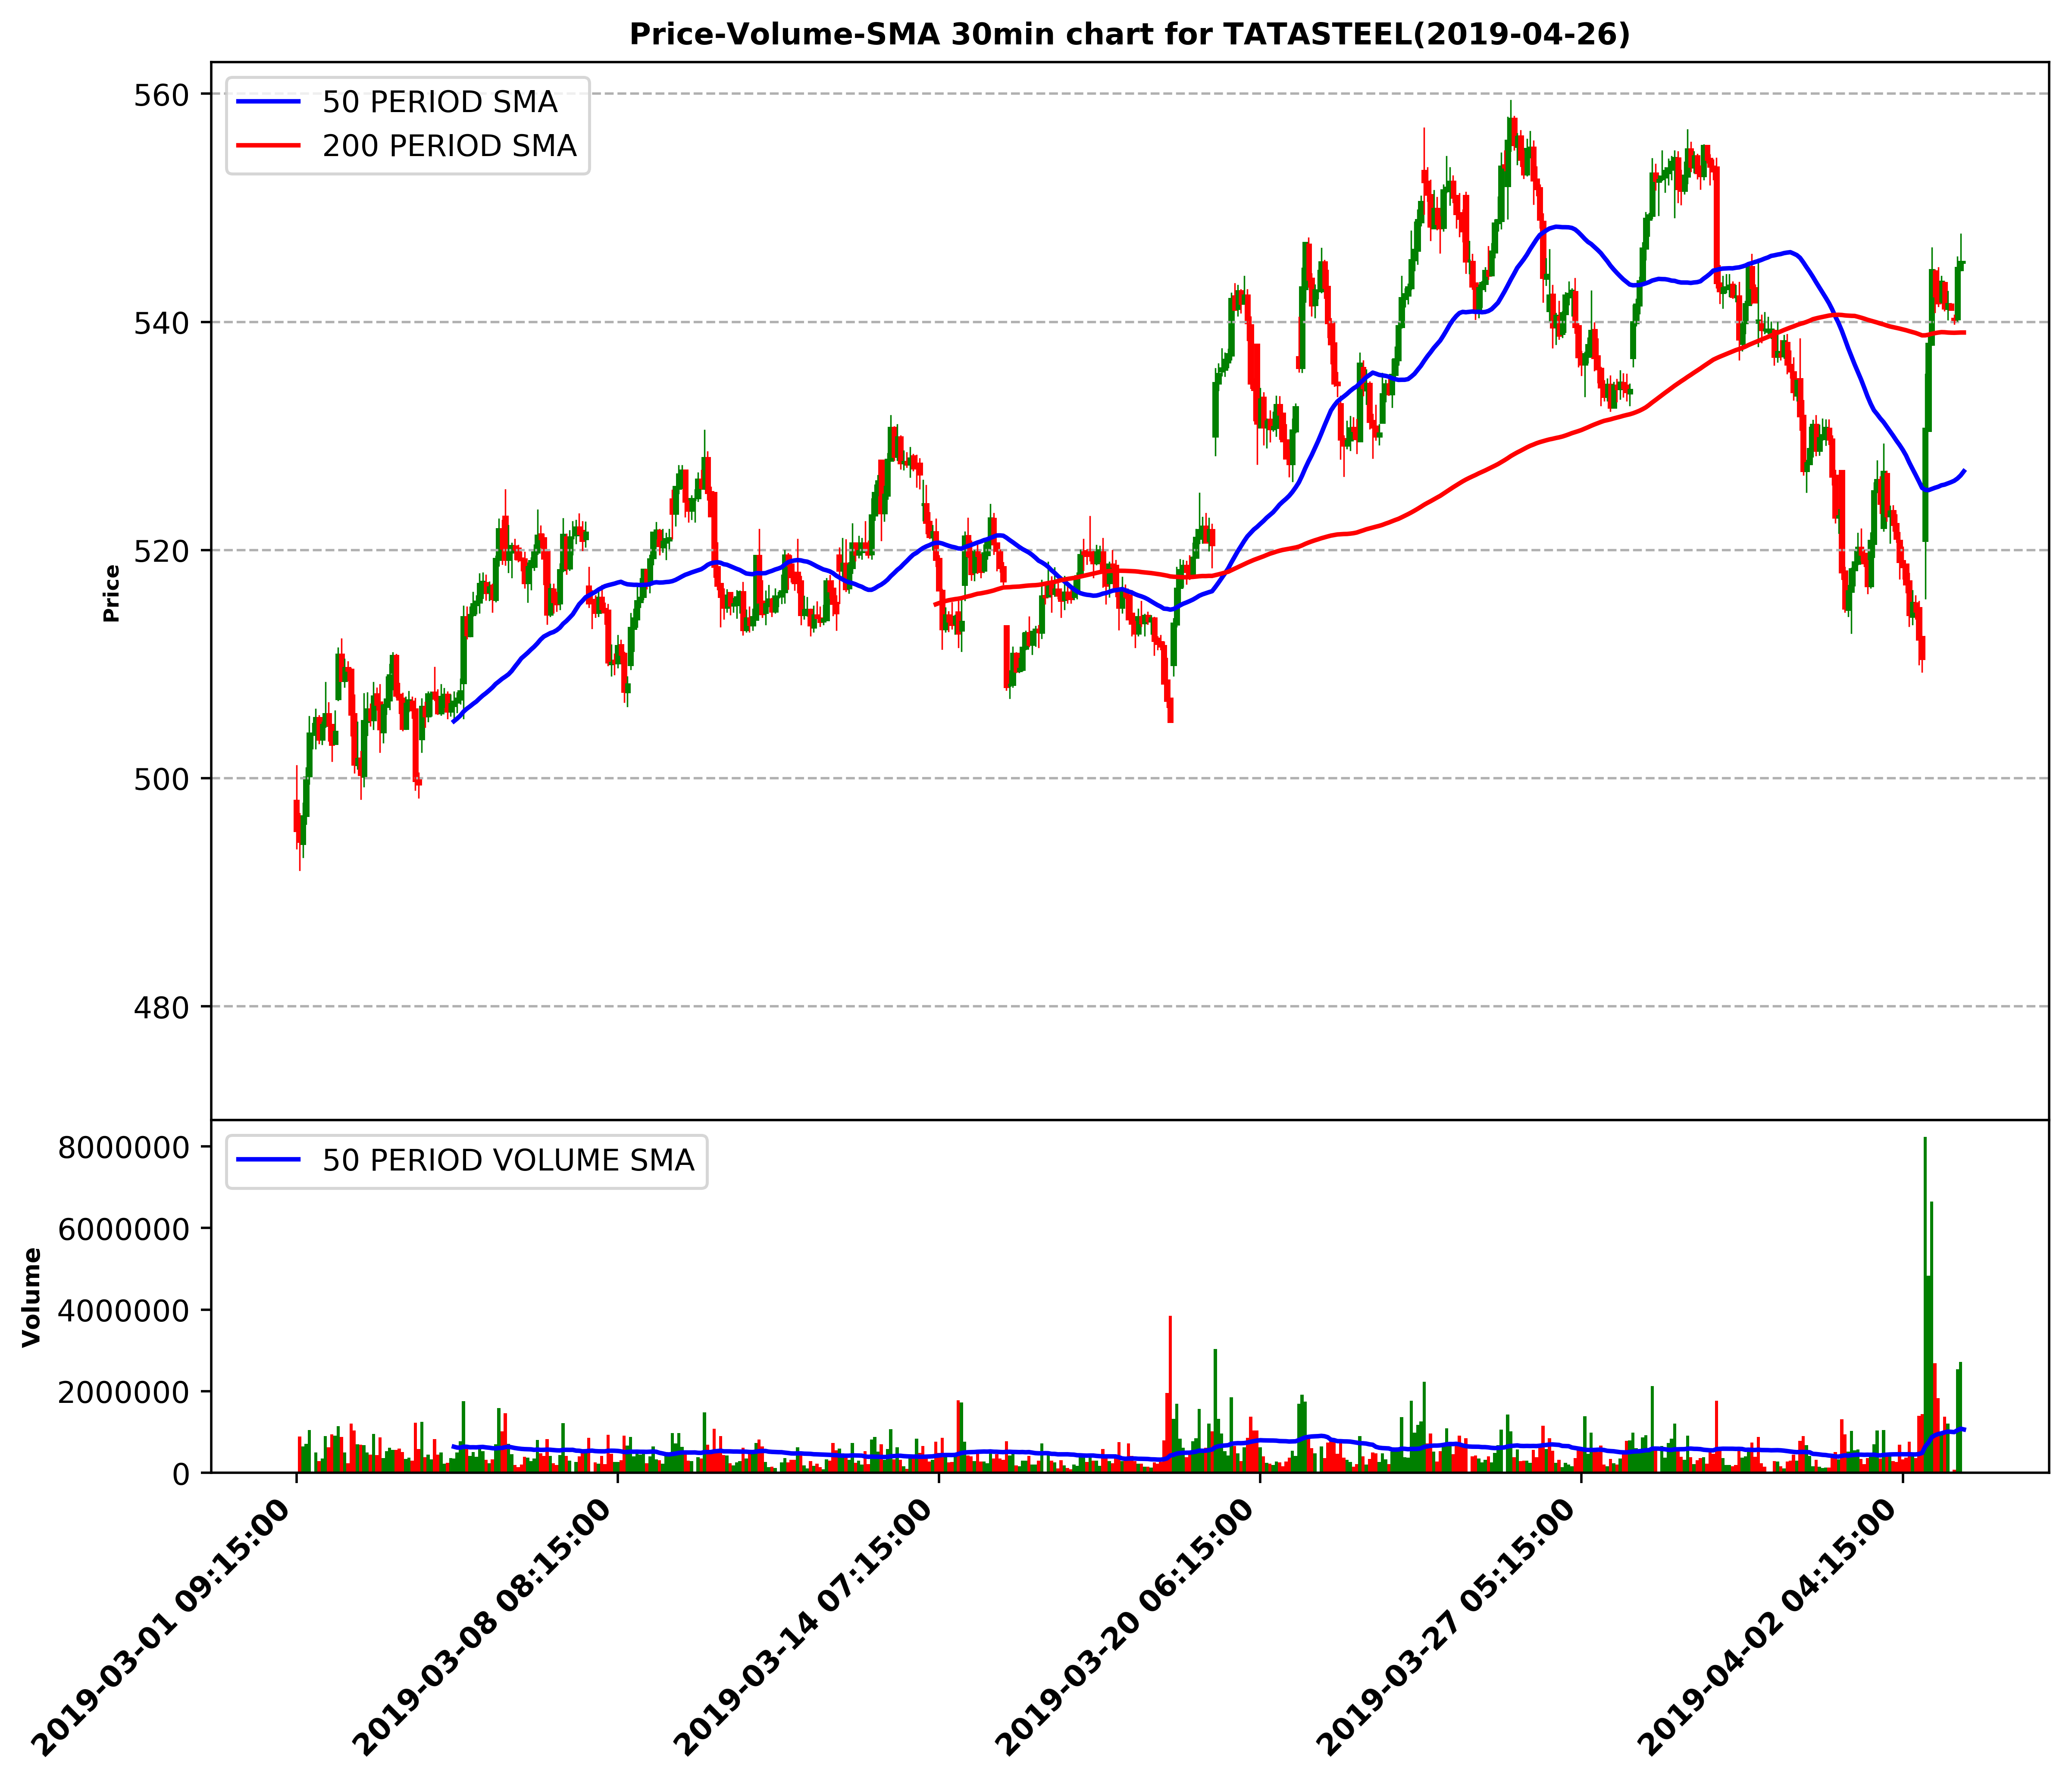 Price-Volume-SMA 30min chart for TATASTEEL(2019-04-26)
50 PERIOD SMA
200 PERIOD SMA
560
540
520
500
480
Price
50 PERIOD VOLUME SMA
8000000
6000000
4000000
2000000
0
Volume
2019-03-01 09:15:00
2019-03-08 08:15:00
2019-03-14 07:15:00
2019-03-20 06:15:00
2019-03-27 05:15:00
2019-04-02 04:15:00